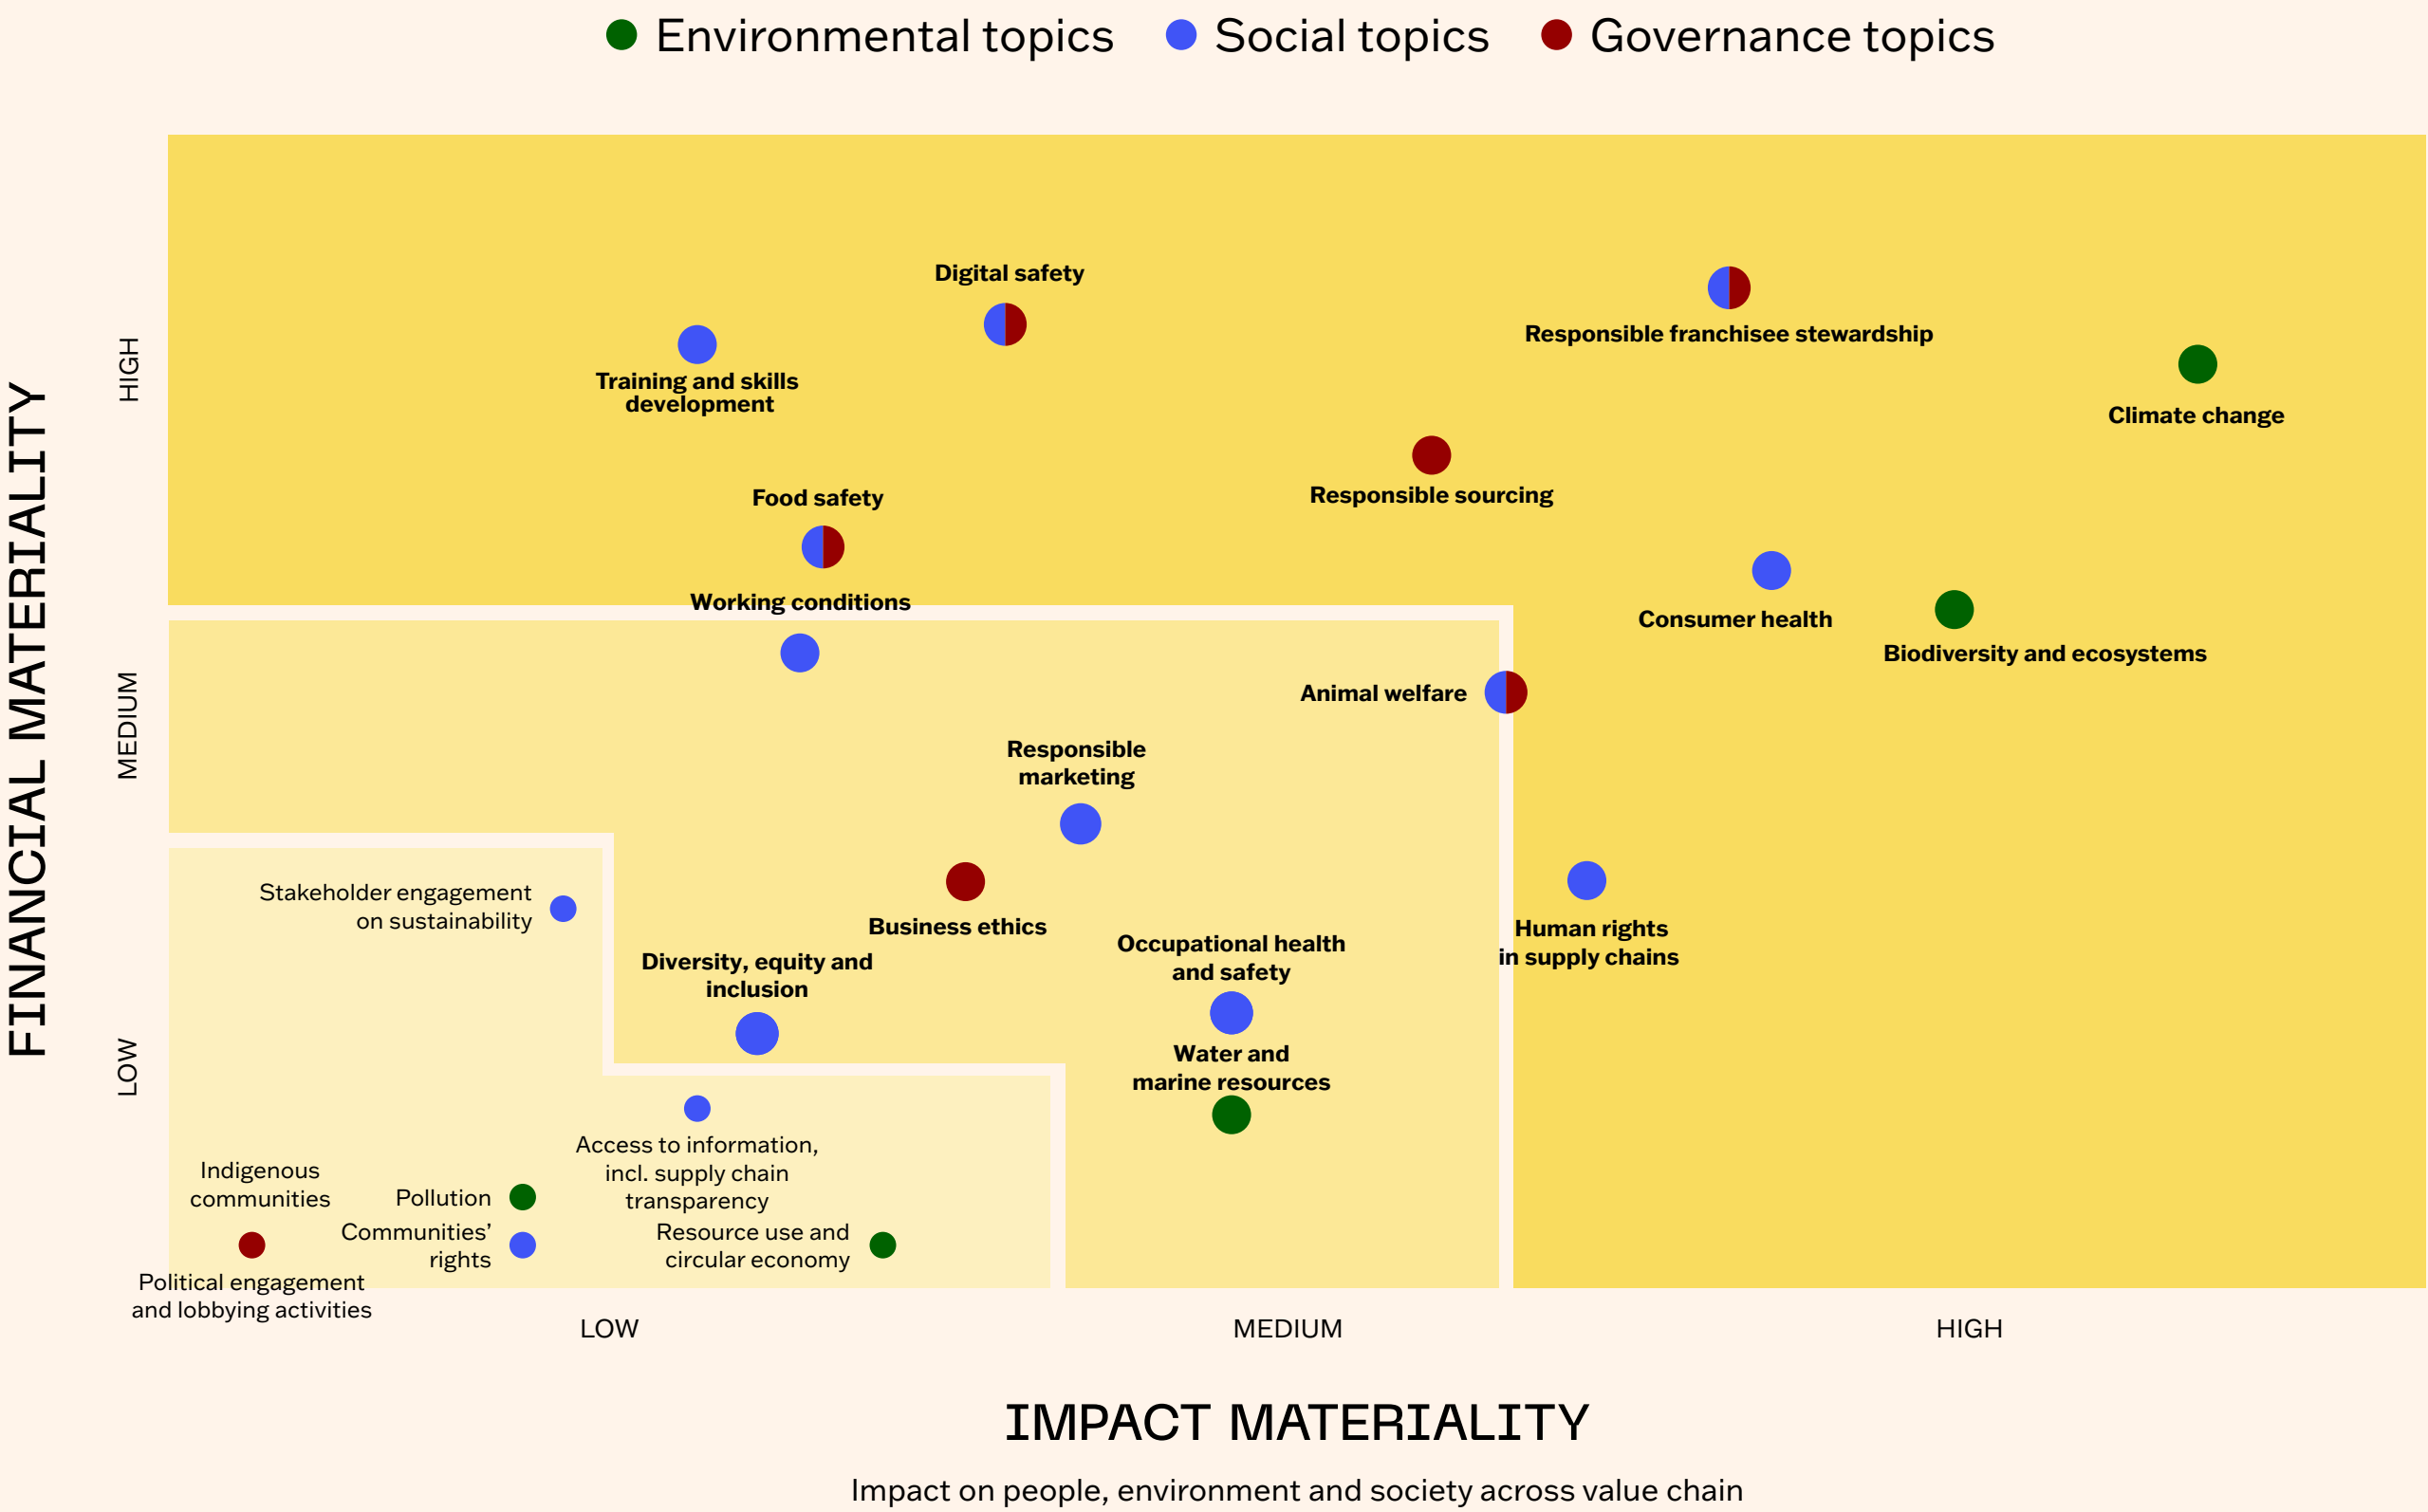 Environmental topics
Social topics
Governance topics
FINANCIAL MATERIALITY
HIGH
MEDIUM
LOW
Digital safety
Responsible franchisee stewardship
Training and skills
development
Climate change
Responsible sourcing
Food safety
Working conditions
Consumer health
Biodiversity and ecosystems
Animal welfare
Responsible
marketing
Stakeholder engagement
on sustainability
Business ethics
Human rights
in supply chains
Occupational health
and safety
Diversity, equity and
inclusion
Water and
marine resources
Access to information,
incl. supply chain
transparency
Indigenous
communities
Pollution
Communities’
rights
Resource use and
circular economy
Political engagement
and lobbying activities
LOW
MEDIUM
HIGH
IMPACT MATERIALITY
Impact on people, environment and society across value chain